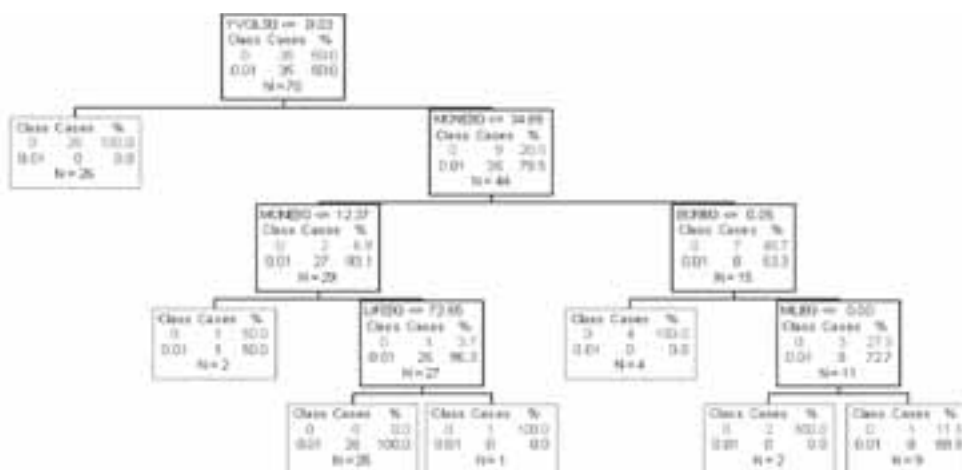 Class Cases %
0 35 50.0
0.01 35 50.0
N=70
Class Cases %
0 26 100.0
0.01 0 0.0
N=26
<= 34.89
Class Cases %
0 9 20.5
0.01 35 79.5
N=44
<= 12.37
Class Cases %
0 2 6.9
0.01 27 93.1
N=29
<= 0.05
Class Cases %
0 7 46.7
0.01 8 53.3
N=15
Class Cases %
0 1 50.0
0.01 1 50.0
N=2
Class Cases %
0 1 3.7
0.01 26 96.3
N=27
Class Cases %
0 4 100.0
0.01 0 0.0
N=4
<= 0.50
Class Cases %
0 3 27.3
0.01 8 72.7
N=11
Class Cases %
0 0 0.0
0.01 26 100.0
N=26
Class Cases %
0 1 100.0
0.01 0 0.0
N=1
Class Cases %
0 2 100.0
0.01 0 0.0
N=2
Class Cases %
0 1 11.1
0.01 8 88.9
N=9